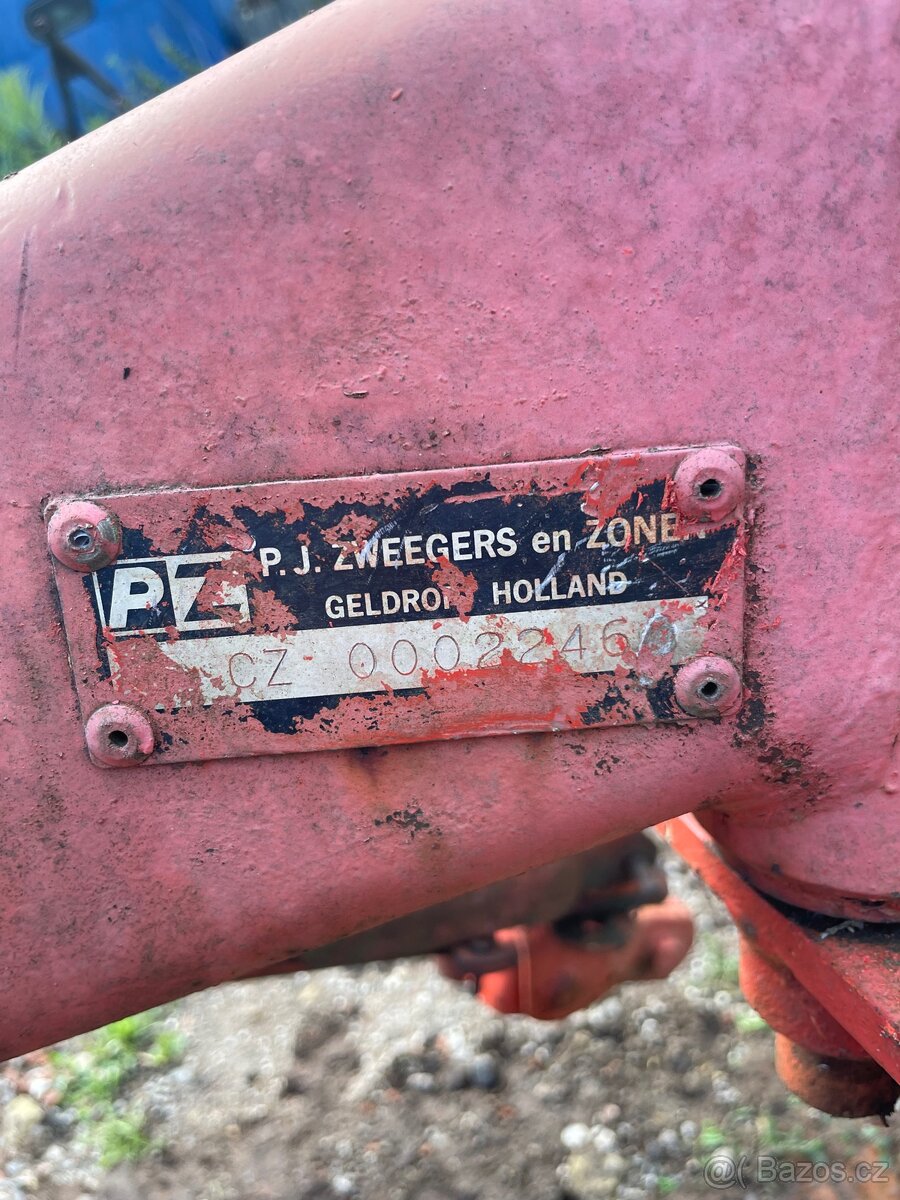 PZ P.J. ZWEEGERS en ZONEN
GELDROP HOLLAND
CZ 00022460
@( Bazos.cz